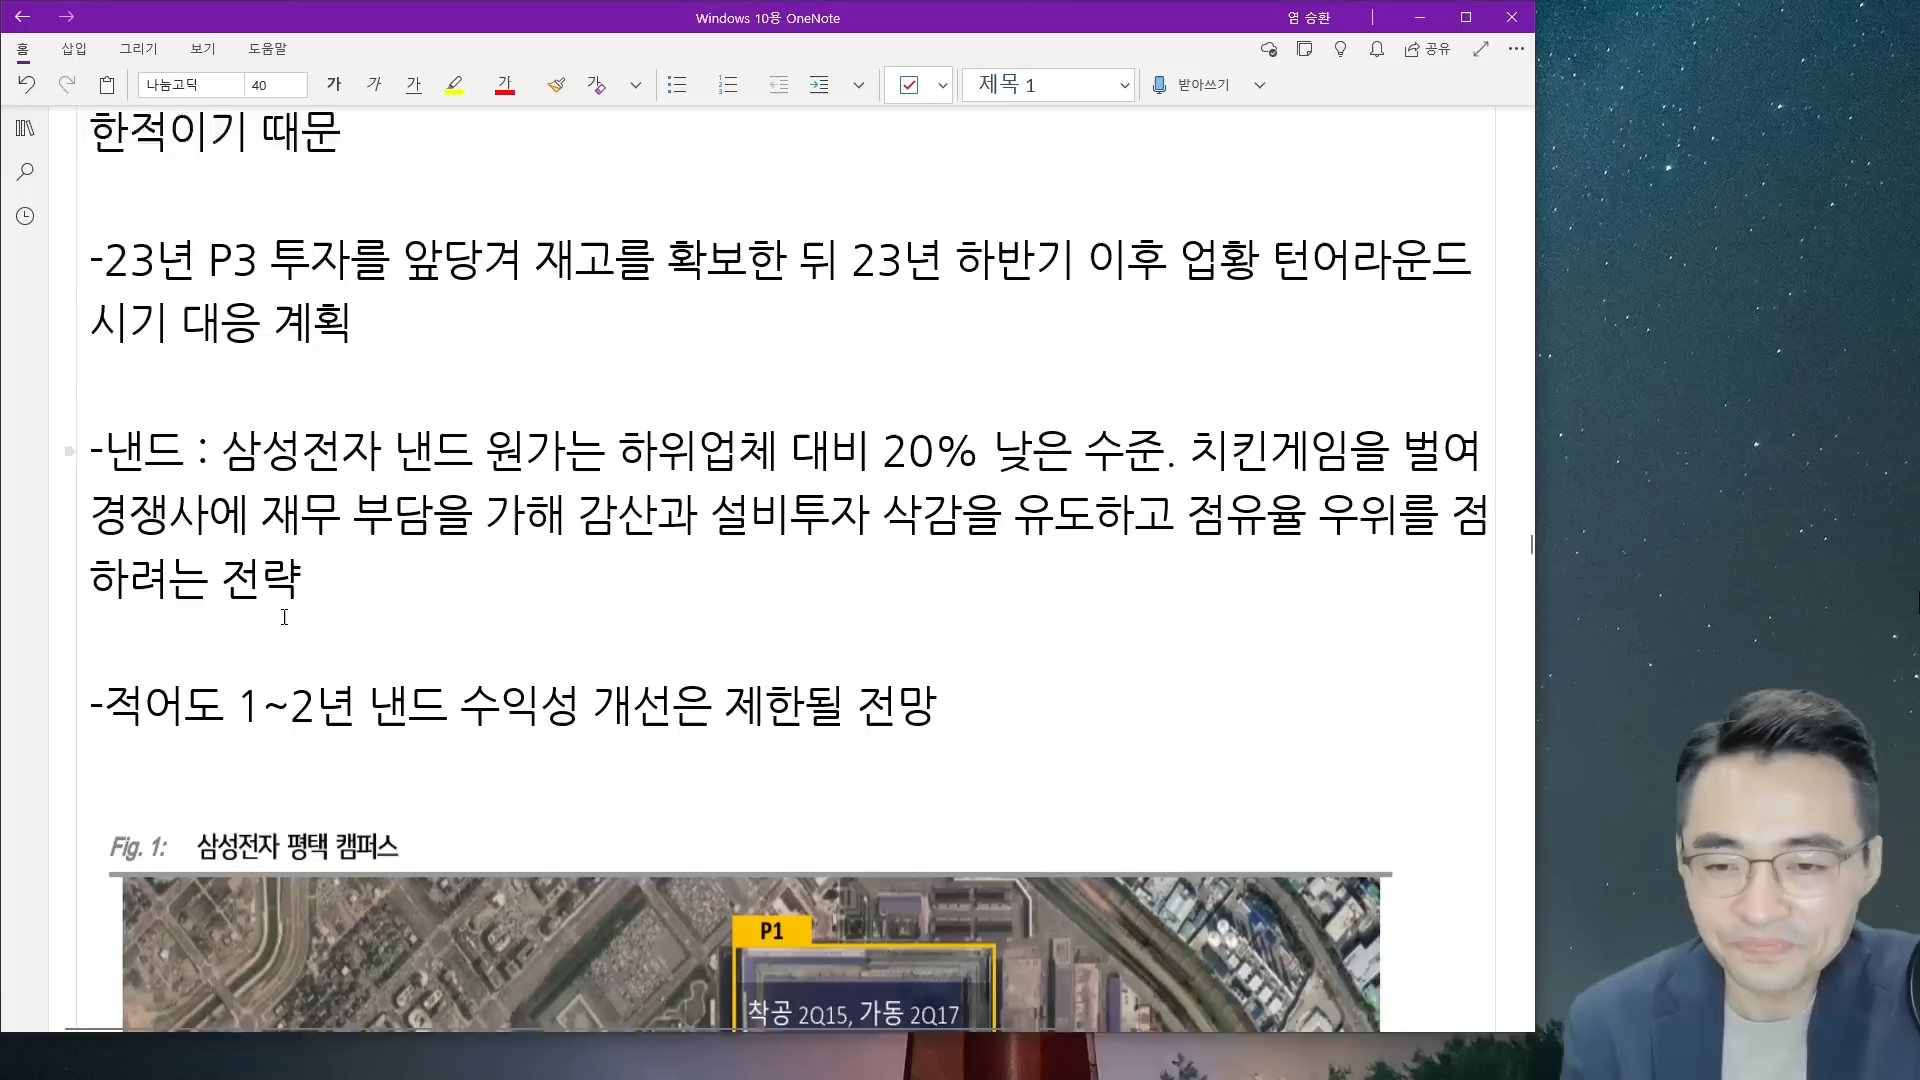 Windows 10용 OneNote
염 승환
홈 삽입 그리기 보기 도움말
공유
나눔고딕 40 가 가 가 가 제목 1 받아쓰기
한적이기 때문
-23년 P3 투자를 앞당겨 재고를 확보한 뒤 23년 하반기 이후 업황 턴어라운드
시기 대응 계획
-낸드 : 삼성전자 낸드 원가는 하위업체 대비 20% 낮은 수준. 치킨게임을 벌여
경쟁사에 재무 부담을 가해 감산과 설비투자 삭감을 유도하고 점유율 우위를 점
하려는 전략
-적어도 1~2년 낸드 수익성 개선은 제한될 전망
Fig. 1: 삼성전자 평택 캠퍼스
P1
착공 2Q15, 가동 2Q17